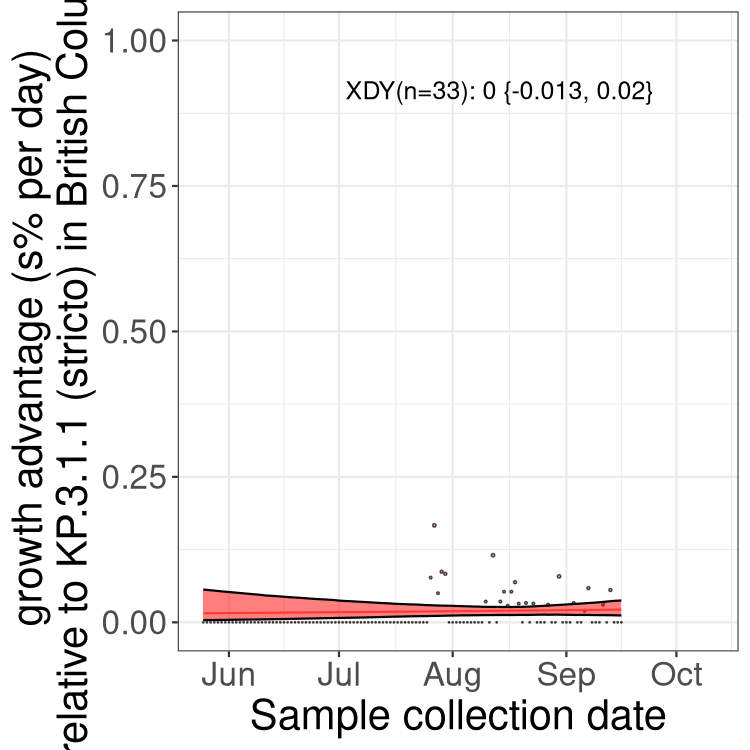 growth advantage (s% per day)
relative to KP.3.1.1 (stricto) in British Colu
1.00
0.75
0.50
0.25
0.00
XDY(n=33): 0 {-0.013, 0.02}
Jun Jul Aug Sep Oct
Sample collection date